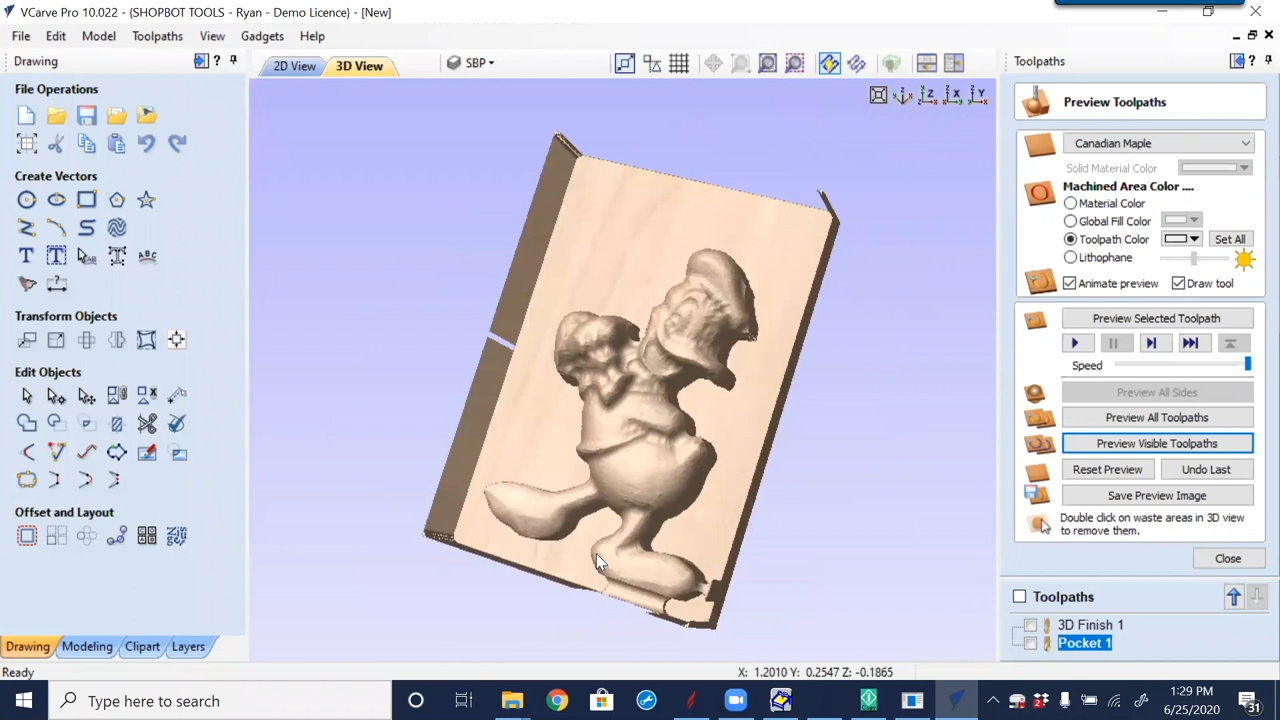 VCarve Pro 10.022 - {SHOPBOT TOOLS - Ryan - Demo Licence} - [New]
File Edit Model Toolpaths View Gadgets Help
Drawing
2D View 3D View SBP
Toolpaths
File Operations
Create Vectors
Transform Objects
Edit Objects
Offset and Layout
Drawing Modeling Clipart Layers
Z X Y
Preview Toolpaths
Canadian Maple
Solid Material Color
Machined Area Color ....
Material Color
Global Fill Color
Toolpath Color Set All
Lithophane
Animate preview Draw tool
Preview Selected Toolpath
Speed
Preview All Sides
Preview All Toolpaths
Preview Visible Toolpaths
Reset Preview Undo Last
Save Preview Image
Double click on waste areas in 3D view
to remove them.
Close
Toolpaths
3D Finish 1
Pocket 1
Ready X: 1.2010 Y: 0.2547 Z: -0.1865
Type here to search
1:29 PM
6/25/2020
31